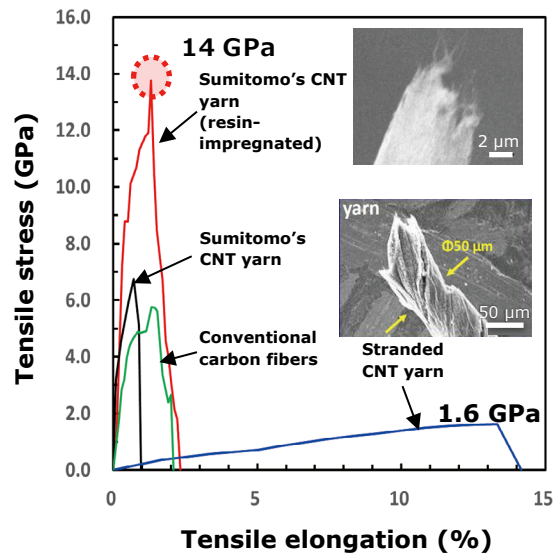 16.0
14.0
12.0
10.0
8.0
6.0
4.0
2.0
0.0
Tensile stress (GPa)
14 GPa
Sumitomo's CNT
yarn
(resin-
impregnated)
2 μm
Sumitomo's
CNT yarn
yarn
Φ50 μm
50 μm
Conventional
carbon fibers
Stranded
CNT yarn
1.6 GPa
0
5
10
15
Tensile elongation (%)